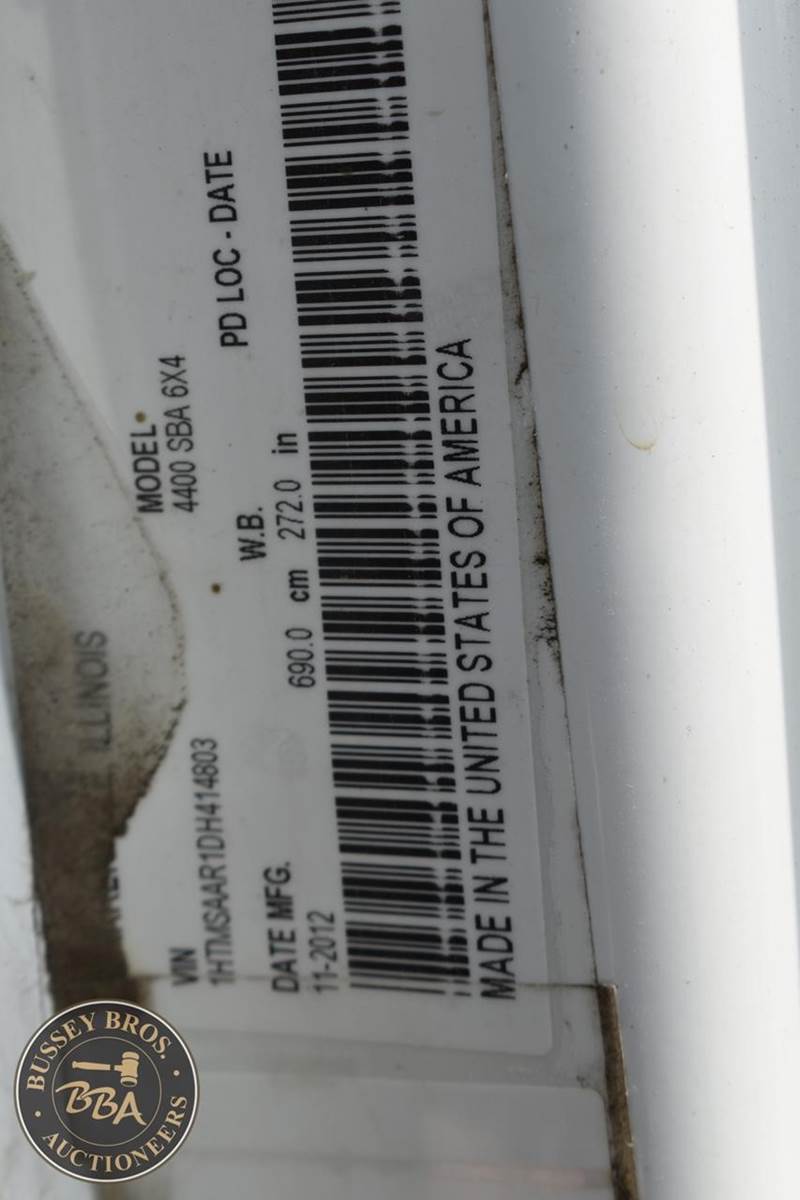 ILLINOIS
VIN
1HTMSAAR1DH414803
MODEL
4400 SBA 6X4
DATE MFG.
11-2012
W.B.
690.0 cm 272.0 in
PD LOC - DATE
MADE IN THE UNITED STATES OF AMERICA
BUSSEY BROS.
BBA
AUCTIONEERS